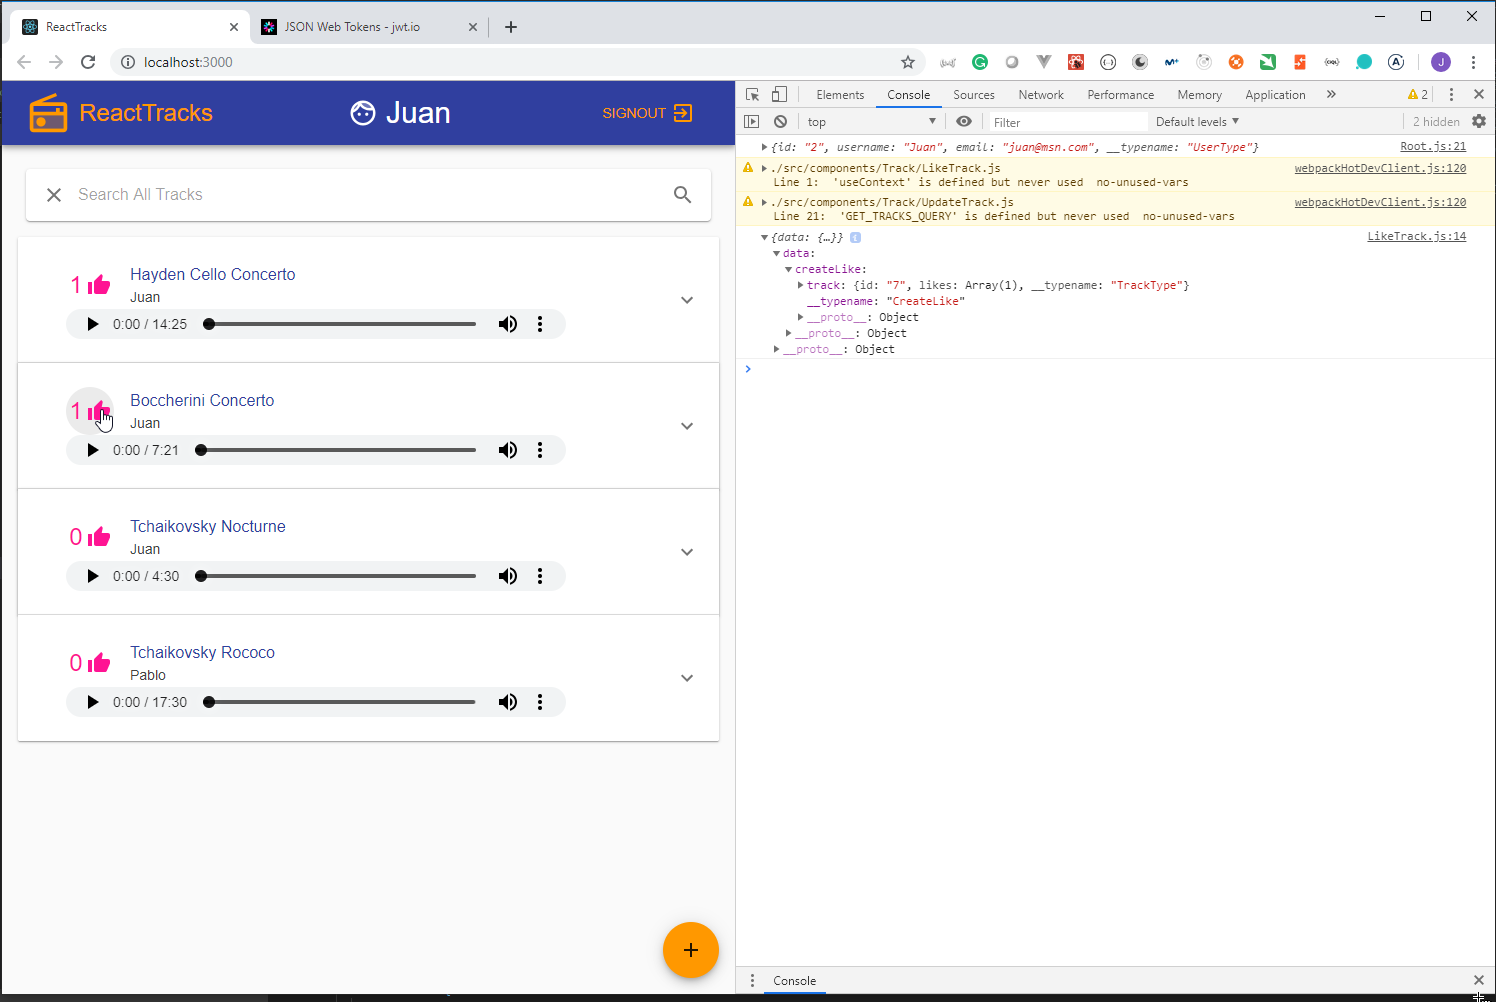 ReactTracks
JSON Web Tokens - jwt.io
localhost:3000
ReactTracks
Juan
SIGNOUT
Search All Tracks
1
Hayden Cello Concerto
Juan
0:00 / 14:25
1
Boccherini Concerto
Juan
0:00 / 7:21
0
Tchaikovsky Nocturne
Juan
0:00 / 4:30
0
Tchaikovsky Rococo
Pablo
0:00 / 17:30
+
Elements Console Sources Network Performance Memory Application » 2
top Filter Default levels 2 hidden
{id: "2", username: "Juan", email: "juan@msn.com", __typename: "UserType"} Root.js:21
./src/components/Track/LikeTrack.js webpackHotDevClient.js:120
Line 1: 'useContext' is defined but never used no-unused-vars
./src/components/Track/UpdateTrack.js webpackHotDevClient.js:120
Line 21: 'GET_TRACKS_QUERY' is defined but never used no-unused-vars
{data: {…}} LikeTrack.js:14
data:
createLike:
track: {id: "7", likes: Array(1), __typename: "TrackType"}
__typename: "CreateLike"
__proto__: Object
__proto__: Object
__proto__: Object
Console